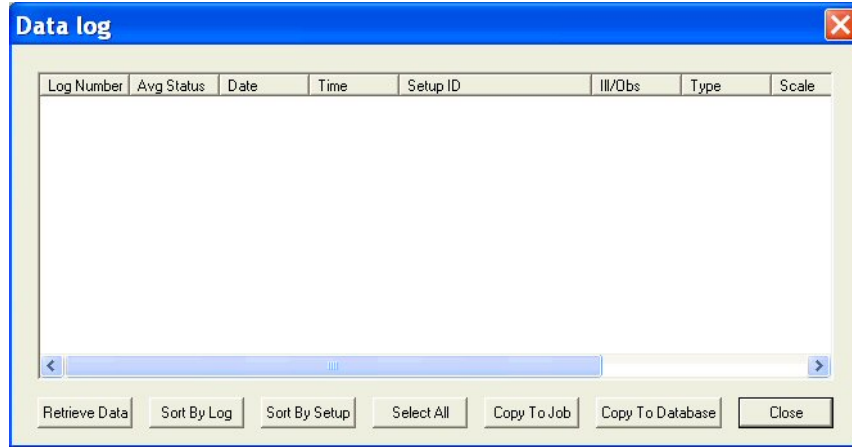 Data log
Log Number Avg Status Date Time Setup ID Ill/Obs Type Scale
Retrieve Data Sort By Log Sort By Setup Select All Copy To Job Copy To Database Close